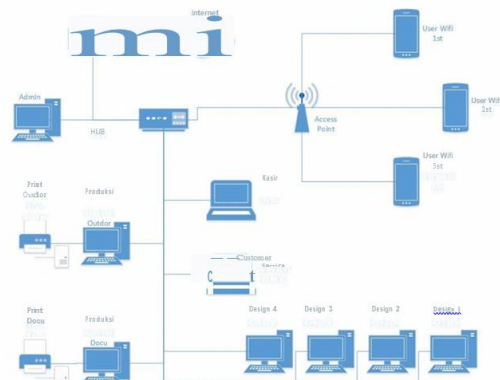 internet
mi
User Wifi
1st
Admin
HUB
Access
Point
User Wifi
1st
User Wifi
Kasir
Print
Outdor
Produksi
Outdor
Customer
Service
Print
Docu
Produksi
Docu
Design 4
Design 3
Design 2
Design 1